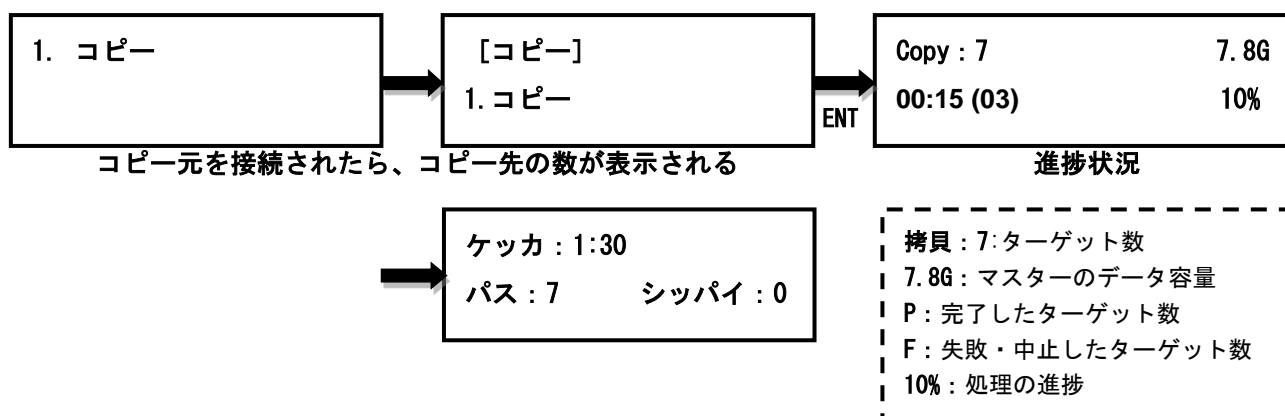 1. コピー
[コピー]
1.コピー
ENT
Copy：7 7.8G
00:15 (03) 10%
コピー元を接続されたら、コピー先の数が表示される
進捗状況
ケッカ：1:30
パス：7 シッパイ：0
拷貝：7:ターゲット数
7.8G：マスターのデータ容量
P：完了したターゲット数
F：失敗・中止したターゲット数
10%：処理の進捗